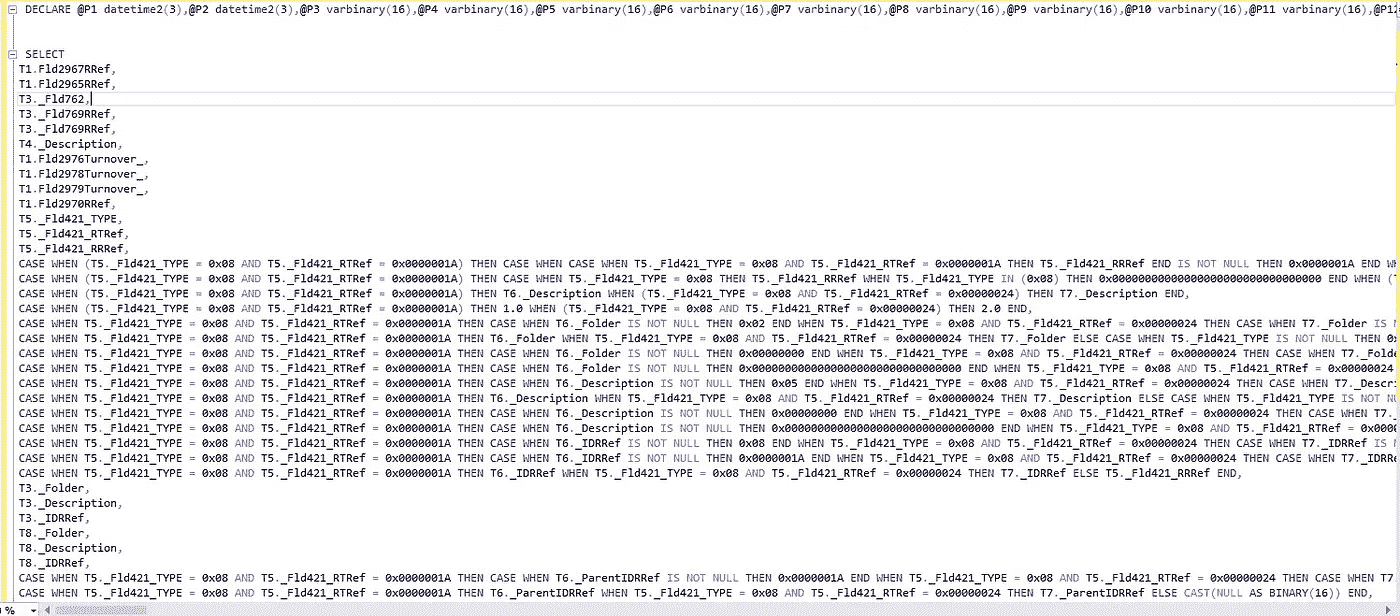 DECLARE @P1 datetime2(3),@P2 datetime2(3),@P3 varbinary(16),@P4 varbinary(16),@P5 varbinary(16),@P6 varbinary(16),@P7 varbinary(16),@P8 varbinary(16),@P9 varbinary(16),@P10 varbinary(16),@P11 varbinary(16),@P12
SELECT
T1.Fld2967RRef,
T1.Fld2965RRef,
T3._Fld762,
T3._Fld769RRef,
T3._Fld769RRef,
T4._Description,
T1.Fld2976Turnover_,
T1.Fld2978Turnover_,
T1.Fld2979Turnover_,
T1.Fld2970RRef,
T5._Fld421_TYPE,
T5._Fld421_RTRef,
T5._Fld421_RRRef,
CASE WHEN (T5._Fld421_TYPE = 0x08 AND T5._Fld421_RTRef = 0x0000001A) THEN CASE WHEN CASE WHEN T5._Fld421_TYPE = 0x08 AND T5._Fld421_RTRef = 0x0000001A THEN T5._Fld421_RRRef END IS NOT NULL THEN 0x0000001A END
CASE WHEN (T5._Fld421_TYPE = 0x08 AND T5._Fld421_RTRef = 0x0000001A) THEN CASE WHEN T5._Fld421_TYPE = 0x08 THEN T5._Fld421_RRRef WHEN T5._Fld421_TYPE IN (0x08) THEN 0x00000000000000000000000000000000 END WHEN (T
CASE WHEN (T5._Fld421_TYPE = 0x08 AND T5._Fld421_RTRef = 0x0000001A) THEN T6._Description WHEN (T5._Fld421_TYPE = 0x08 AND T5._Fld421_RTRef = 0x00000024) THEN T7._Description END,
CASE WHEN (T5._Fld421_TYPE = 0x08 AND T5._Fld421_RTRef = 0x0000001A) THEN 1.0 WHEN (T5._Fld421_TYPE = 0x08 AND T5._Fld421_RTRef = 0x00000024) THEN 2.0 END,
CASE WHEN T5._Fld421_TYPE = 0x08 AND T5._Fld421_RTRef = 0x0000001A THEN CASE WHEN T6._Folder IS NOT NULL THEN 0x02 END WHEN T5._Fld421_TYPE = 0x08 AND T5._Fld421_RTRef = 0x00000024 THEN CASE WHEN T7._Folder IS N
CASE WHEN T5._Fld421_TYPE = 0x08 AND T5._Fld421_RTRef = 0x0000001A THEN T6._Folder WHEN T5._Fld421_TYPE = 0x08 AND T5._Fld421_RTRef = 0x00000024 THEN T7._Folder ELSE CASE WHEN T5._Fld421_TYPE IS NOT NULL THEN 0x
CASE WHEN T5._Fld421_TYPE = 0x08 AND T5._Fld421_RTRef = 0x0000001A THEN CASE WHEN T6._Folder IS NOT NULL THEN 0x00000000 END WHEN T5._Fld421_TYPE = 0x08 AND T5._Fld421_RTRef = 0x00000024 THEN CASE WHEN T7._Folde
CASE WHEN T5._Fld421_TYPE = 0x08 AND T5._Fld421_RTRef = 0x0000001A THEN CASE WHEN T6._Folder IS NOT NULL THEN 0x00000000000000000000000000000000 END WHEN T5._Fld421_TYPE = 0x08 AND T5._Fld421_RTRef = 0x00000024
CASE WHEN T5._Fld421_TYPE = 0x08 AND T5._Fld421_RTRef = 0x0000001A THEN CASE WHEN T6._Description IS NOT NULL THEN 0x05 END WHEN T5._Fld421_TYPE = 0x08 AND T5._Fld421_RTRef = 0x00000024 THEN CASE WHEN T7._Descri
CASE WHEN T5._Fld421_TYPE = 0x08 AND T5._Fld421_RTRef = 0x0000001A THEN T6._Description WHEN T5._Fld421_TYPE = 0x08 AND T5._Fld421_RTRef = 0x00000024 THEN T7._Description ELSE CASE WHEN T5._Fld421_TYPE IS NOT NU
CASE WHEN T5._Fld421_TYPE = 0x08 AND T5._Fld421_RTRef = 0x0000001A THEN CASE WHEN T6._Description IS NOT NULL THEN 0x00000000 END WHEN T5._Fld421_TYPE = 0x08 AND T5._Fld421_RTRef = 0x00000024 THEN CASE WHEN T7.
CASE WHEN T5._Fld421_TYPE = 0x08 AND T5._Fld421_RTRef = 0x0000001A THEN CASE WHEN T6._Description IS NOT NULL THEN 0x00000000000000000000000000000000 END WHEN T5._Fld421_TYPE = 0x08 AND T5._Fld421_RTRef = 0x0000
CASE WHEN T5._Fld421_TYPE = 0x08 AND T5._Fld421_RTRef = 0x0000001A THEN CASE WHEN T6._IDRRef IS NOT NULL THEN 0x08 END WHEN T5._Fld421_TYPE = 0x08 AND T5._Fld421_RTRef = 0x00000024 THEN CASE WHEN T7._IDRRef IS N
CASE WHEN T5._Fld421_TYPE = 0x08 AND T5._Fld421_RTRef = 0x0000001A THEN CASE WHEN T6._IDRRef IS NOT NULL THEN 0x0000001A END WHEN T5._Fld421_TYPE = 0x08 AND T5._Fld421_RTRef = 0x00000024 THEN CASE WHEN T7._IDRRe
CASE WHEN T5._Fld421_TYPE = 0x08 AND T5._Fld421_RTRef = 0x0000001A THEN T6._IDRRef WHEN T5._Fld421_TYPE = 0x08 AND T5._Fld421_RTRef = 0x00000024 THEN T7._IDRRef ELSE T5._Fld421_RRRef END,
T3._Folder,
T3._Description,
T3._IDRRef,
T8._Folder,
T8._Description,
T8._IDRRef,
CASE WHEN T5._Fld421_TYPE = 0x08 AND T5._Fld421_RTRef = 0x0000001A THEN CASE WHEN T6._ParentIDRRef IS NOT NULL THEN 0x0000001A END WHEN T5._Fld421_TYPE = 0x08 AND T5._Fld421_RTRef = 0x00000024 THEN CASE WHEN T7
CASE WHEN T5._Fld421_TYPE = 0x08 AND T5._Fld421_RTRef = 0x0000001A THEN T6._ParentIDRRef WHEN T5._Fld421_TYPE = 0x08 AND T5._Fld421_RTRef = 0x00000024 THEN T7._ParentIDRRef ELSE CAST(NULL AS BINARY(16)) END,
%